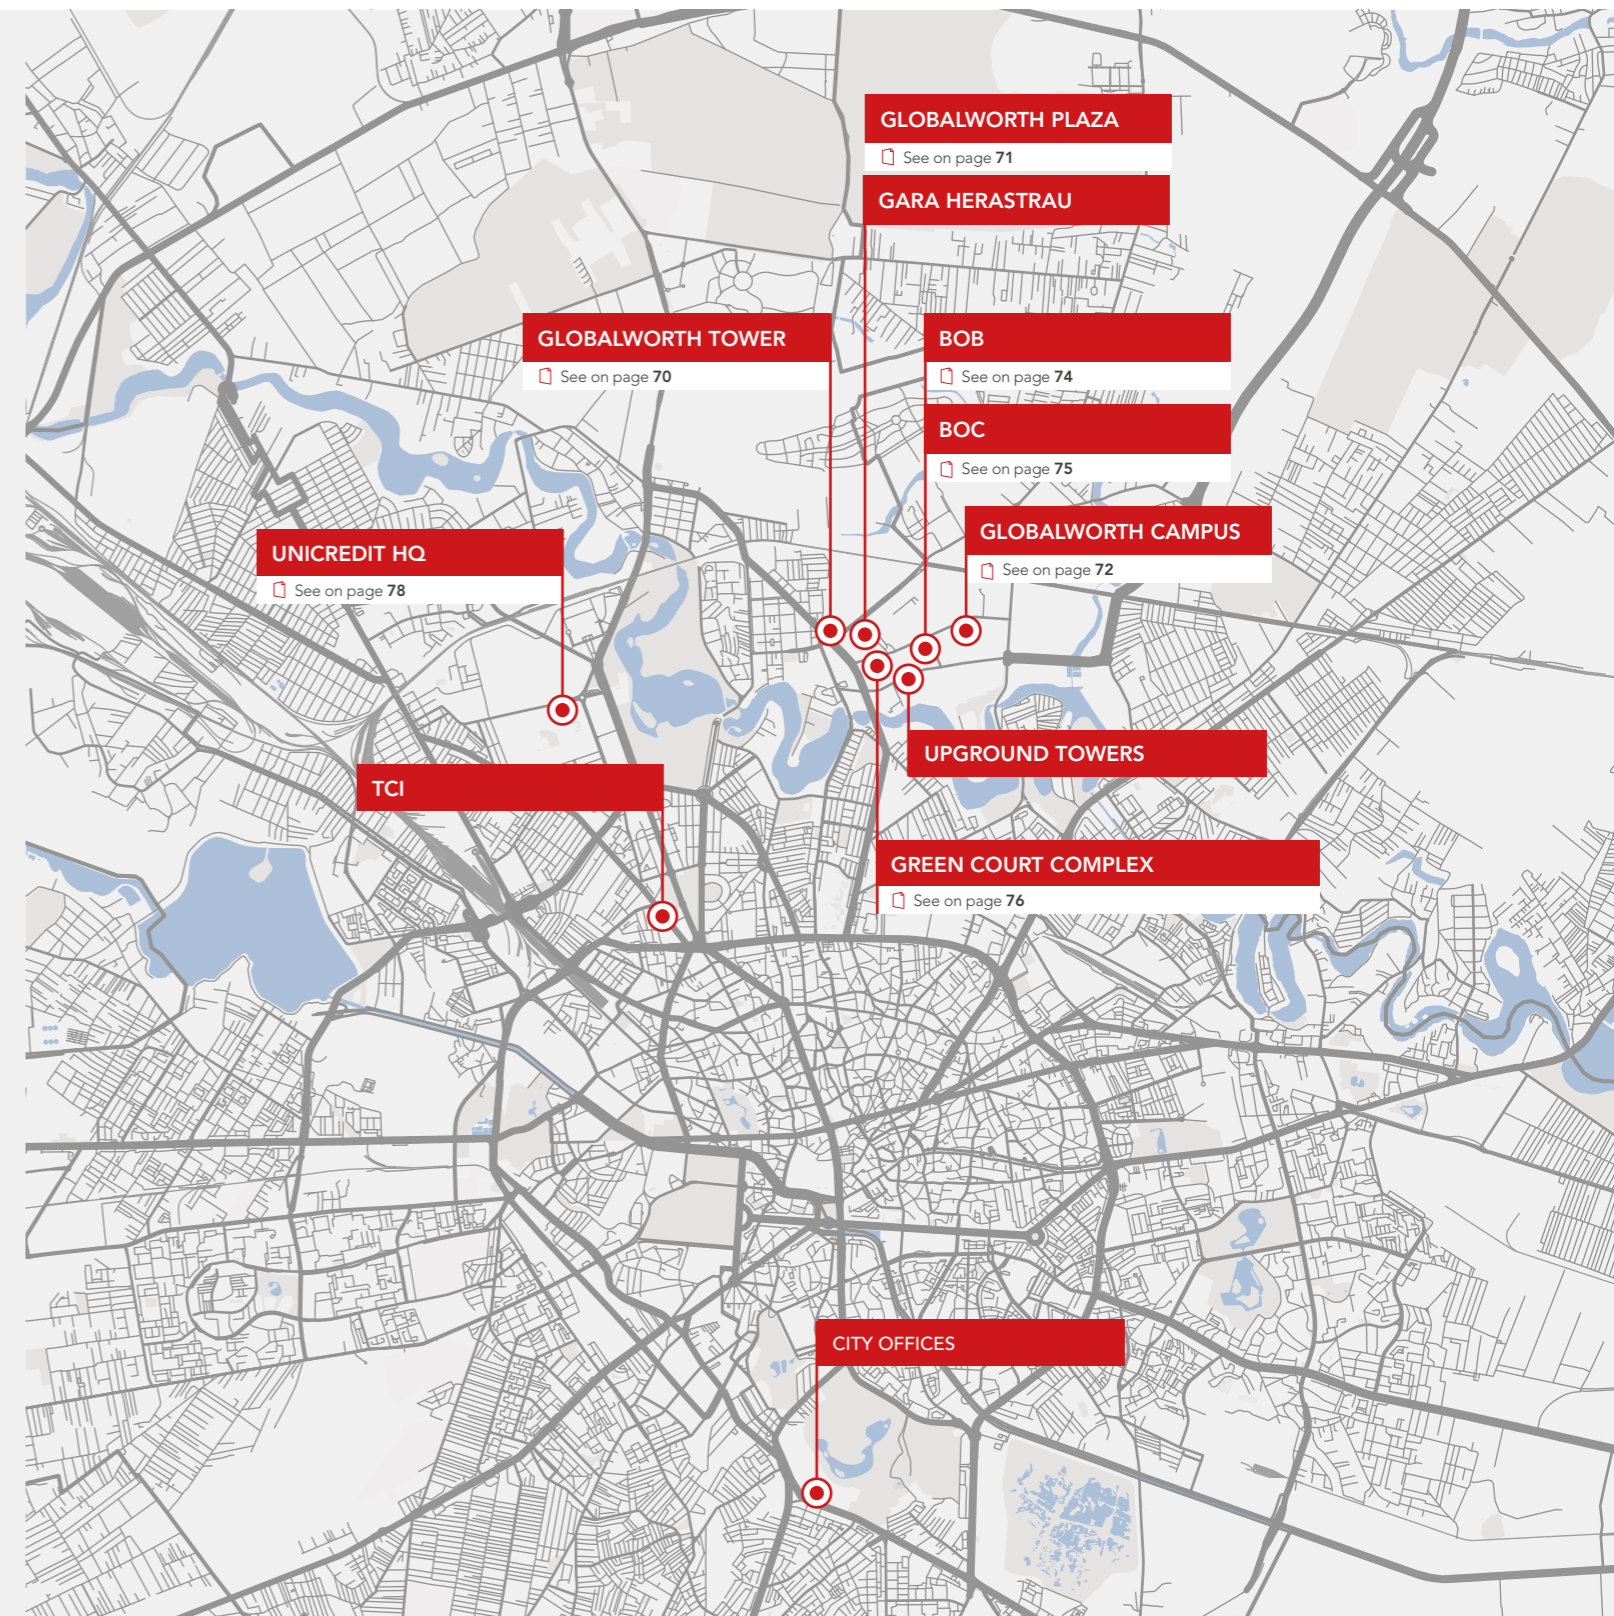 GLOBALWORTH PLAZA
See on page 71
GARA HERASTRAU
GLOBALWORTH TOWER
See on page 70
BOB
See on page 74
BOC
See on page 75
GLOBALWORTH CAMPUS
See on page 72
UNICREDIT HQ
See on page 78
UPGROUND TOWERS
TCI
GREEN COURT COMPLEX
See on page 76
CITY OFFICES